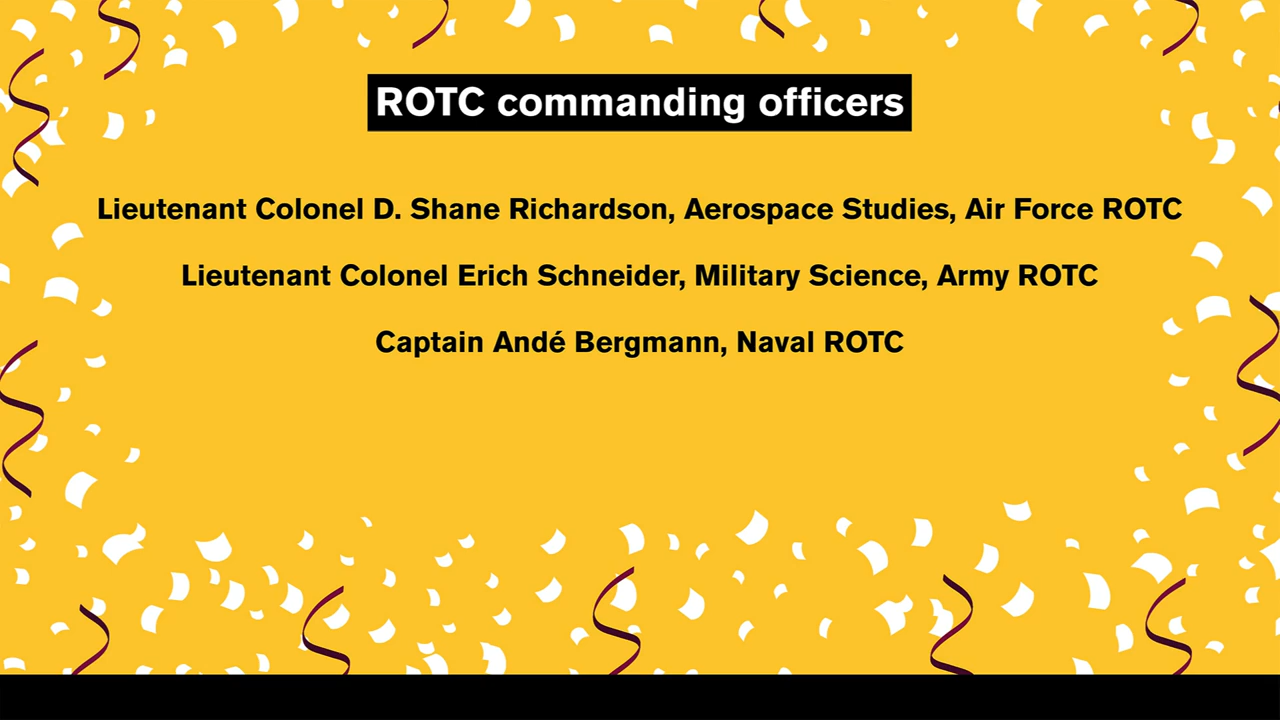 ROTC commanding officers
Lieutenant Colonel D. Shane Richardson, Aerospace Studies, Air Force ROTC
Lieutenant Colonel Erich Schneider, Military Science, Army ROTC
Captain Andé Bergmann, Naval ROTC